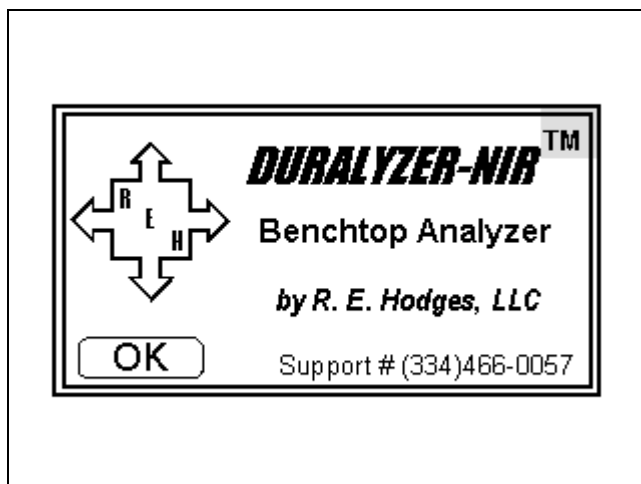 DURALYZER-NIR™
R
E
H
Benchtop Analyzer
by R. E. Hodges, LLC
OK
Support # (334)466-0057